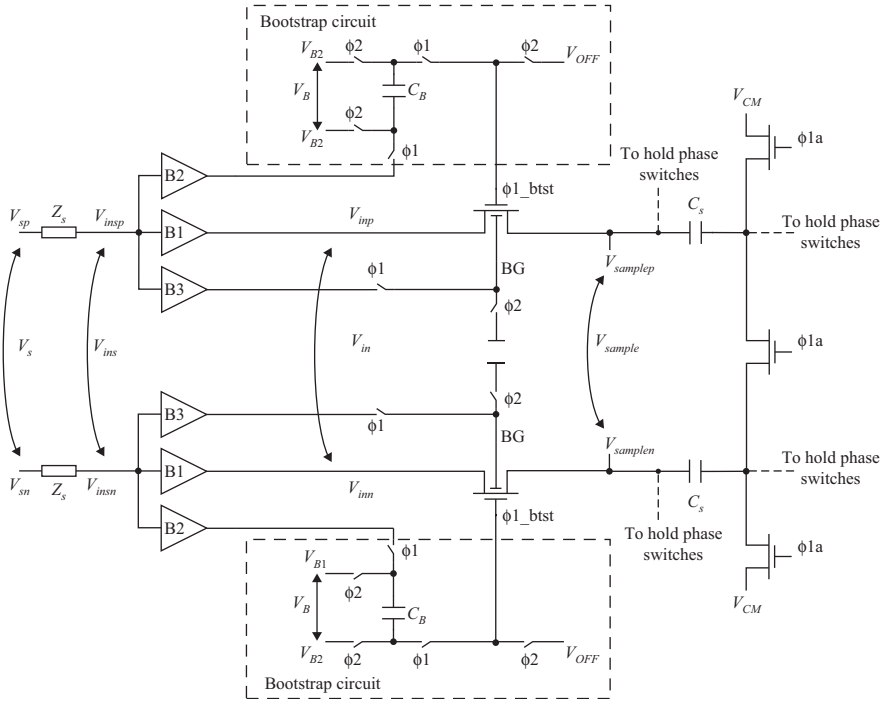 Bootstrap circuit
V_B2 ϕ2 ϕ1 ϕ2 V_OFF
V_B C_B
V_B2 ϕ2
ϕ1
V_CM
ϕ1a
To hold phase
switches
B2
ϕ1_btst
C_s
V_sp Z_s V_insp B1 V_inp
To hold phase
switches
V_samplep
B3 ϕ1 BG
ϕ2
V_s V_ins V_in V_sample ϕ1a
ϕ2
B3 ϕ1 BG
V_samplen
To hold phase
switches
V_sn Z_s V_insn B1 V_inn
C_s
ϕ1_btst
To hold phase
switches
B2
ϕ1
V_B1 ϕ2
V_B C_B
V_B2 ϕ2 ϕ1 ϕ2 V_OFF
ϕ1a
V_CM
Bootstrap circuit